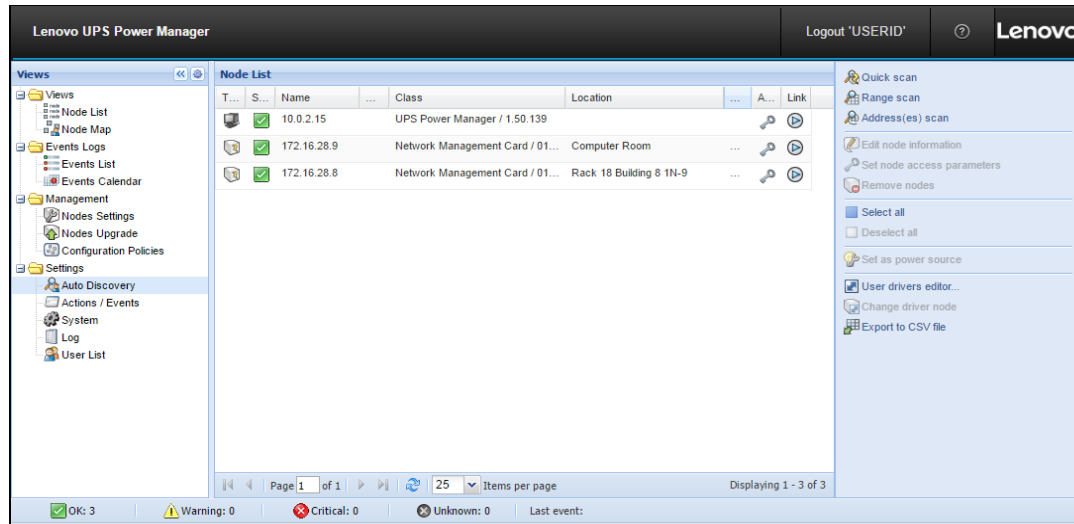 Lenovo UPS Power Manager
Logout 'USERID'
?
Lenovo
Views
Views
Node List
Node Map
Events Logs
Events List
Events Calendar
Management
Nodes Settings
Nodes Upgrade
Configuration Policies
Settings
Auto Discovery
Actions / Events
System
Log
User List
Node List
T... S... Name ... Class Location ... A... Link
10.0.2.15 UPS Power Manager / 1.50.139
172.16.28.9 Network Management Card / 01... Computer Room ...
172.16.28.8 Network Management Card / 01... Rack 18 Building 8 1N-9 ...
Page 1 of 1 25 Items per page Displaying 1 - 3 of 3
Quick scan
Range scan
Address(es) scan
Edit node information
Set node access parameters
Remove nodes
Select all
Deselect all
Set as power source
User drivers editor...
Change driver node
Export to CSV file
OK: 3 Warning: 0 Critical: 0 Unknown: 0 Last event: